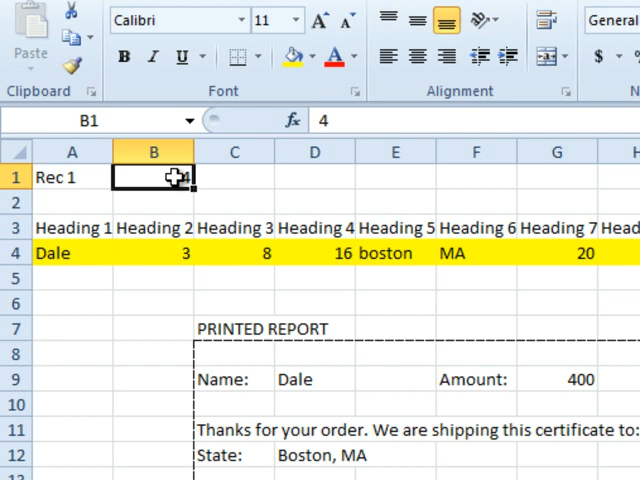 Calibri 11 A A General
Paste B I U A $ %
Clipboard Font Alignment
B1 fx 4
A B C D E F G H
1 Rec 1 4
2
3 Heading 1 Heading 2 Heading 3 Heading 4 Heading 5 Heading 6 Heading 7
4 Dale 3 8 16 boston MA 20
5
6
7 PRINTED REPORT
8
9 Name: Dale Amount: 400
10
11 Thanks for your order. We are shipping this certificate to:
12 State: Boston, MA